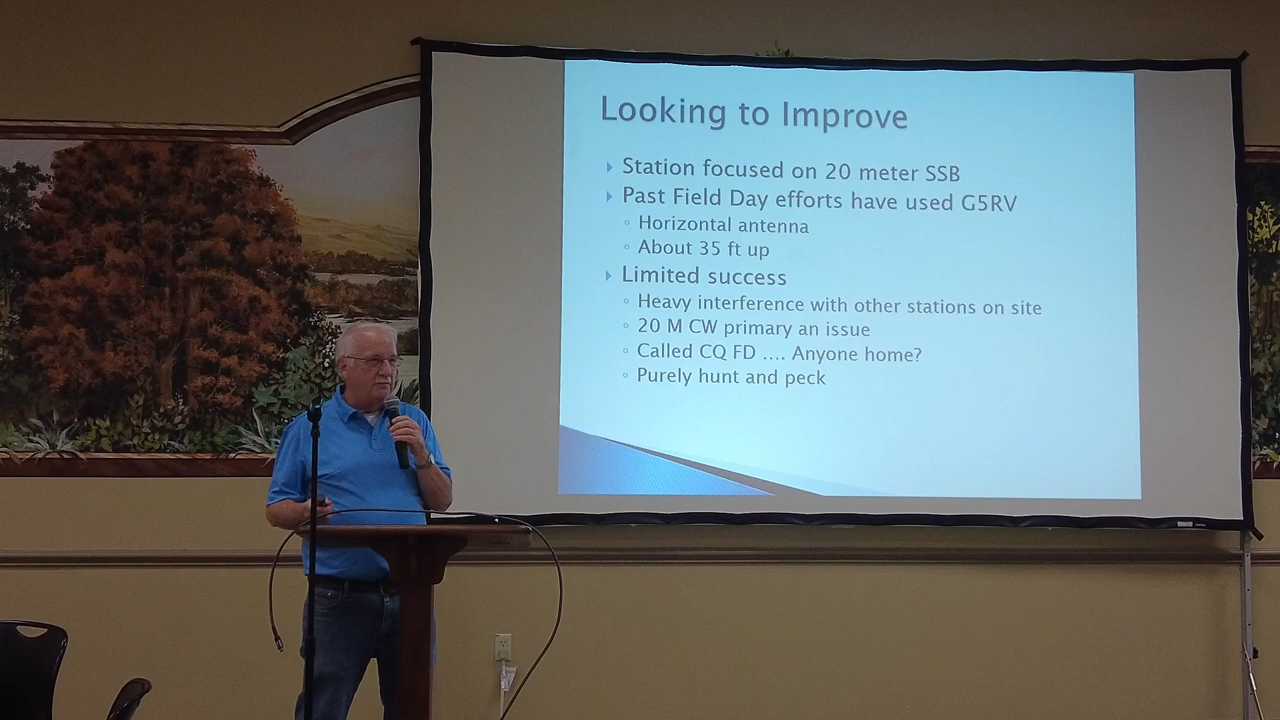 Looking to Improve
Station focused on 20 meter SSB
Past Field Day efforts have used G5RV
Horizontal antenna
About 35 ft up
Limited success
Heavy interference with other stations on site
20 M CW primary an issue
Called CQ FD .... Anyone home?
Purely hunt and peck